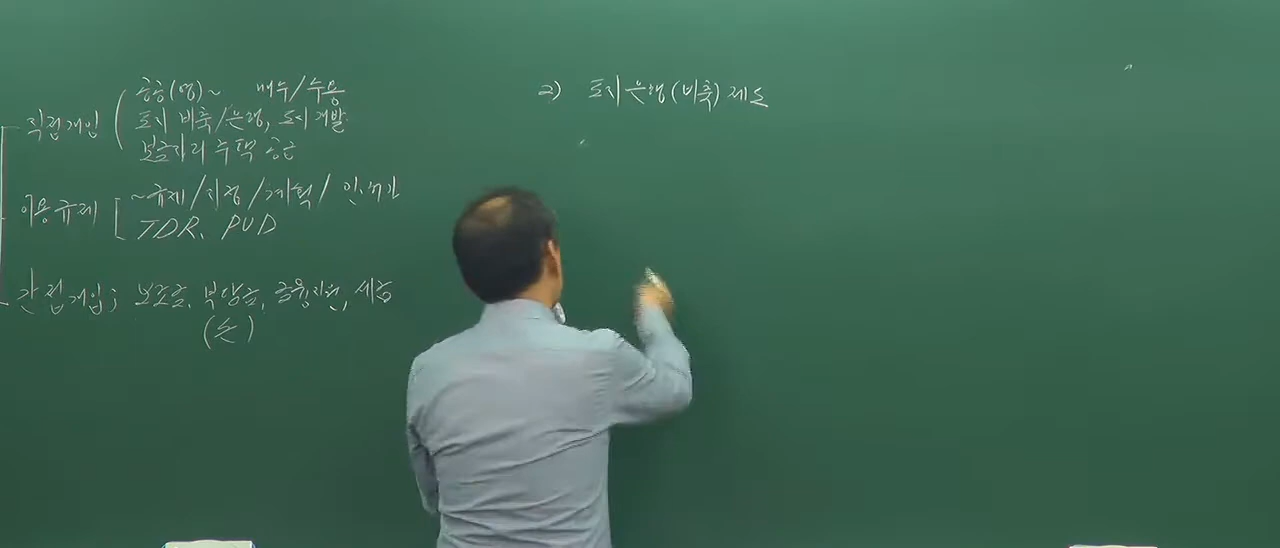 직접개입
공공(영)~ 매수/수용
토지 비축/은행, 도시개발
보금자리 주택 공급
이용규제
~규제/지정/계획/ 인·허가
TDR, PUD
간접개입; 보조금, 부담금, 금융지원, 세금
(손)
2) 토지은행(비축)제도